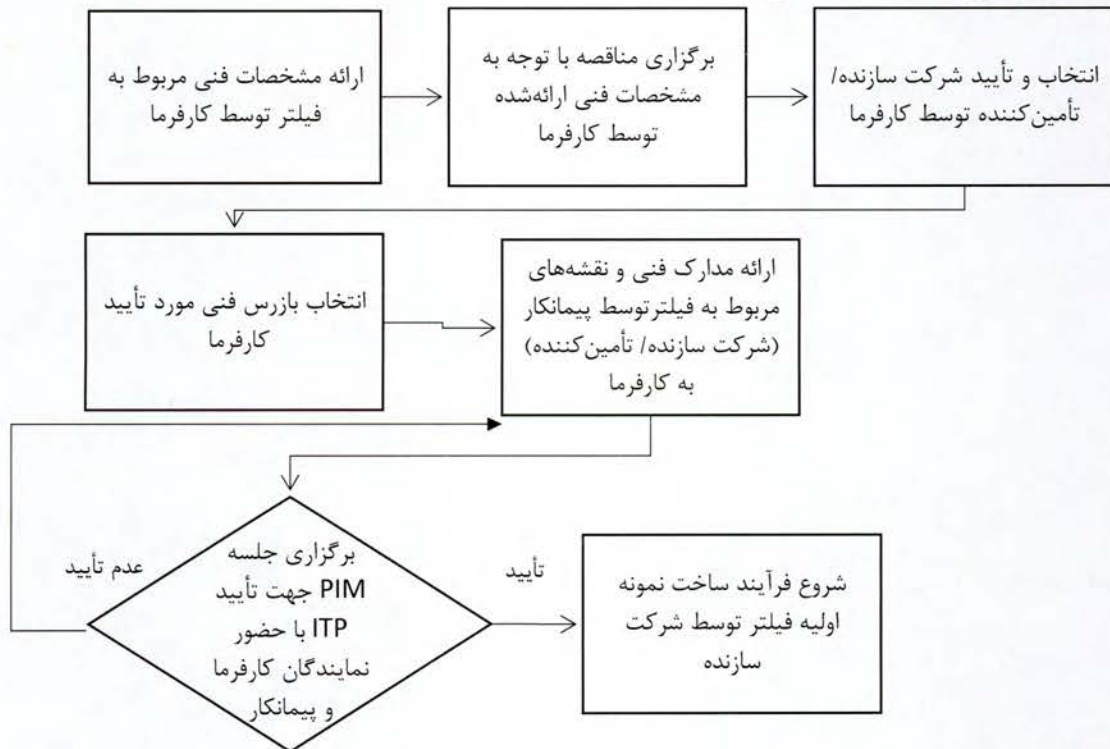 ارائه مشخصات فنی مربوط به
فیلتر توسط کارفرما
برگزاری مناقصه با توجه به
مشخصات فنی ارائه‌شده
توسط کارفرما
انتخاب و تأیید شرکت سازنده/
تأمین‌کننده توسط کارفرما
انتخاب بازرس فنی مورد تأیید
کارفرما
ارائه مدارک فنی و نقشه‌های
مربوط به فیلترتوسط پیمانکار
(شرکت سازنده/ تأمین‌کننده)
به کارفرما
برگزاری جلسه
PIM جهت تأیید
ITP با حضور
نمایندگان کارفرما
و پیمانکار
عدم تأیید
تأیید
شروع فرآیند ساخت نمونه
اولیه فیلتر توسط شرکت
سازنده